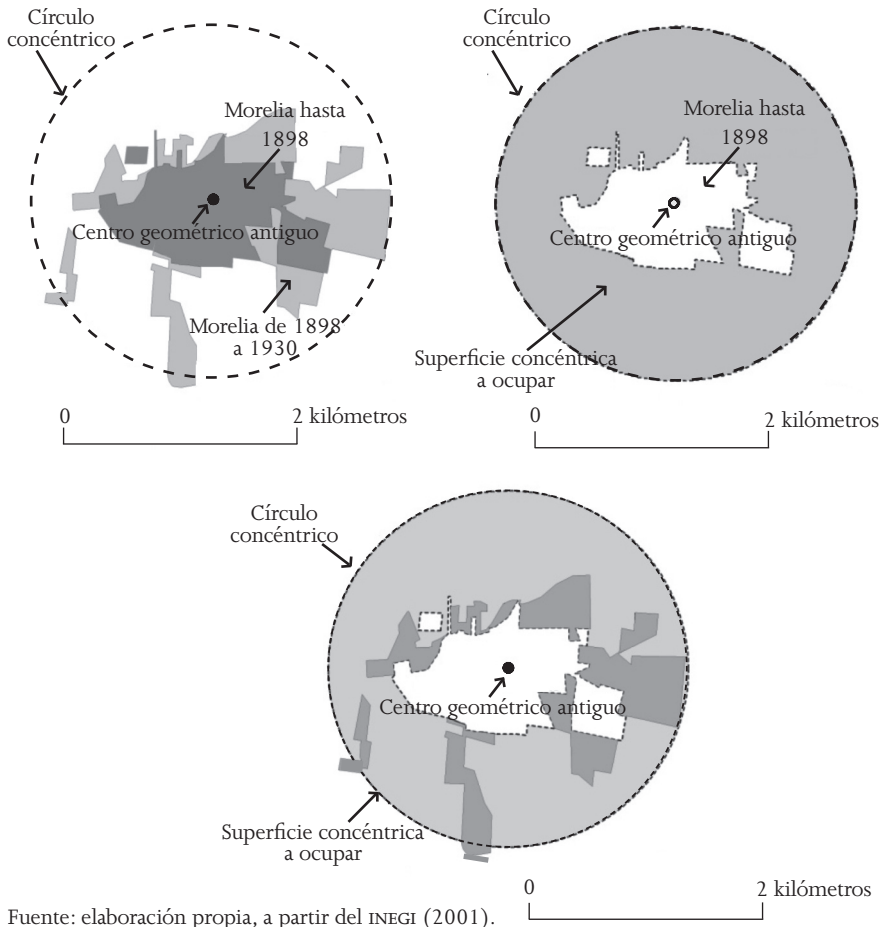 Círculo
concéntrico
Morelia hasta
1898
Centro geométrico antiguo
Morelia de 1898
a 1930
0
2 kilómetros
Círculo
concéntrico
Morelia hasta
1898
Centro geométrico antiguo
Superficie concéntrica
a ocupar
0
2 kilómetros
Círculo
concéntrico
Centro geométrico antiguo
Superficie concéntrica
a ocupar
0
2 kilómetros
Fuente: elaboración propia, a partir del INEGI (2001).